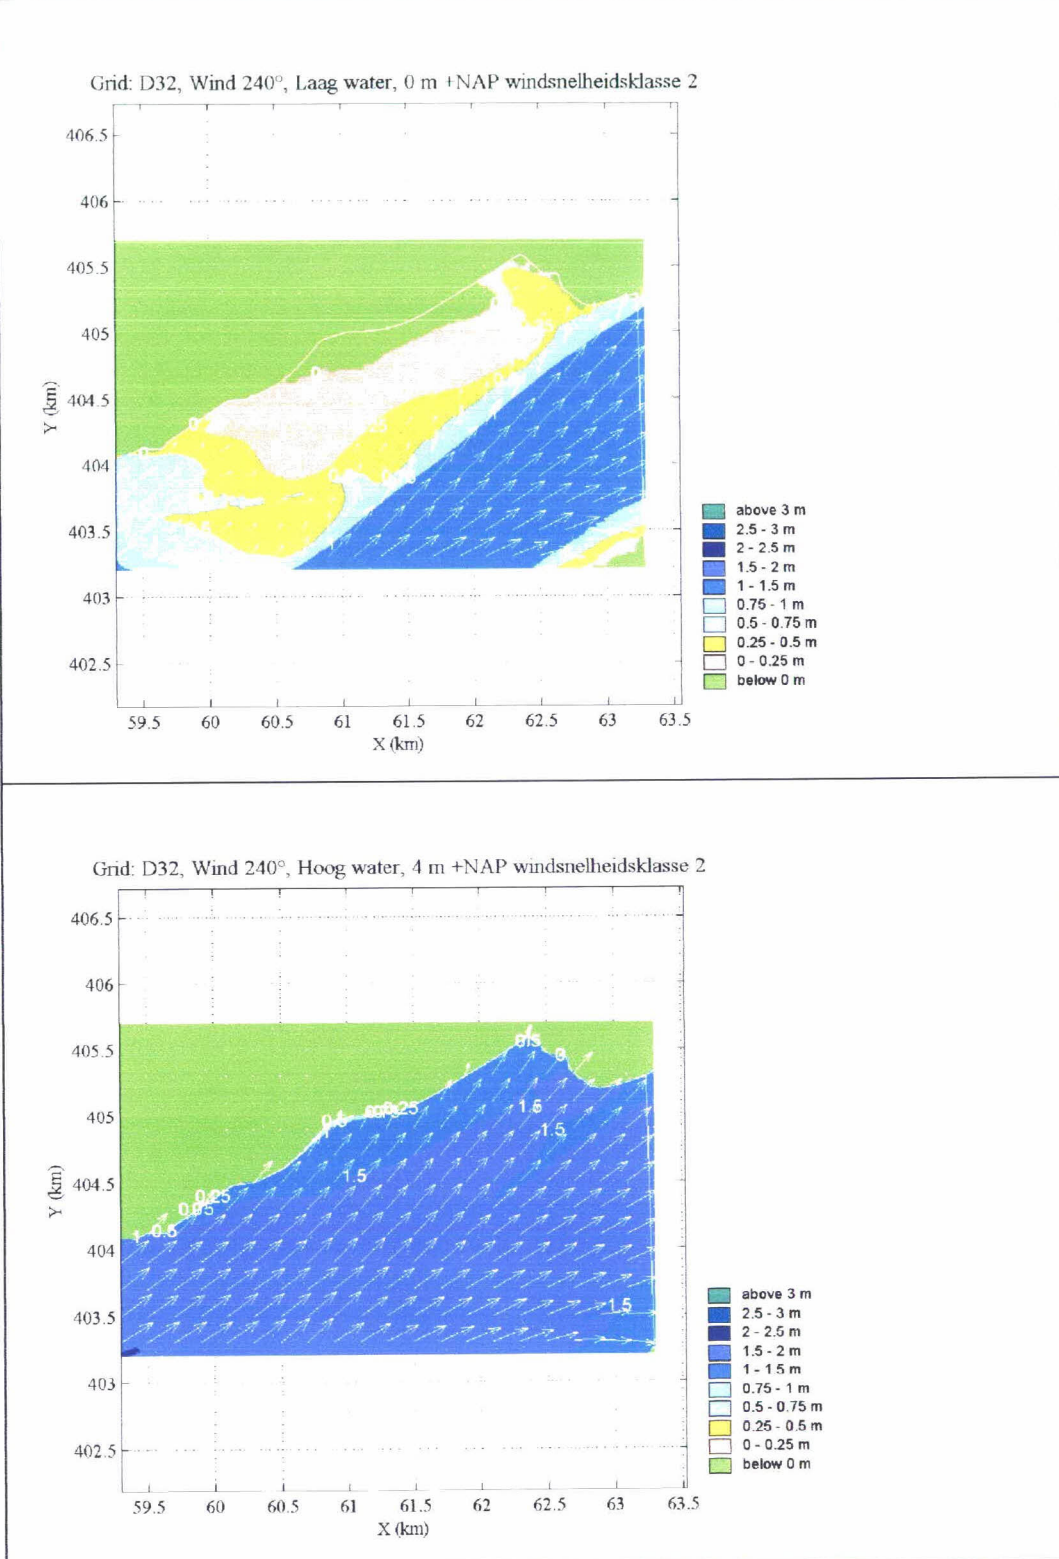 Grid: D32, Wind 240°, Laag water, 0 m +NAP windsnelheidsklasse 2
406.5
406
405.5
405
404.5
404
403.5
403
402.5
Y (km)
59.5 60 60.5 61 61.5 62 62.5 63 63.5
X (km)
above 3 m
2.5 - 3 m
2 - 2.5 m
1.5 - 2 m
1 - 1.5 m
0.75 - 1 m
0.5 - 0.75 m
0.25 - 0.5 m
0 - 0.25 m
below 0 m
Grid: D32, Wind 240°, Hoog water, 4 m +NAP windsnelheidsklasse 2
406.5
406
405.5
405
404.5
404
403.5
403
402.5
Y (km)
0
1.5
1.5
1.5
0.25
1 0.5
1.5
59.5 60 60.5 61 61.5 62 62.5 63 63.5
X (km)
above 3 m
2.5 - 3 m
2 - 2.5 m
1.5 - 2 m
1 - 1.5 m
0.75 - 1 m
0.5 - 0.75 m
0.25 - 0.5 m
0 - 0.25 m
below 0 m